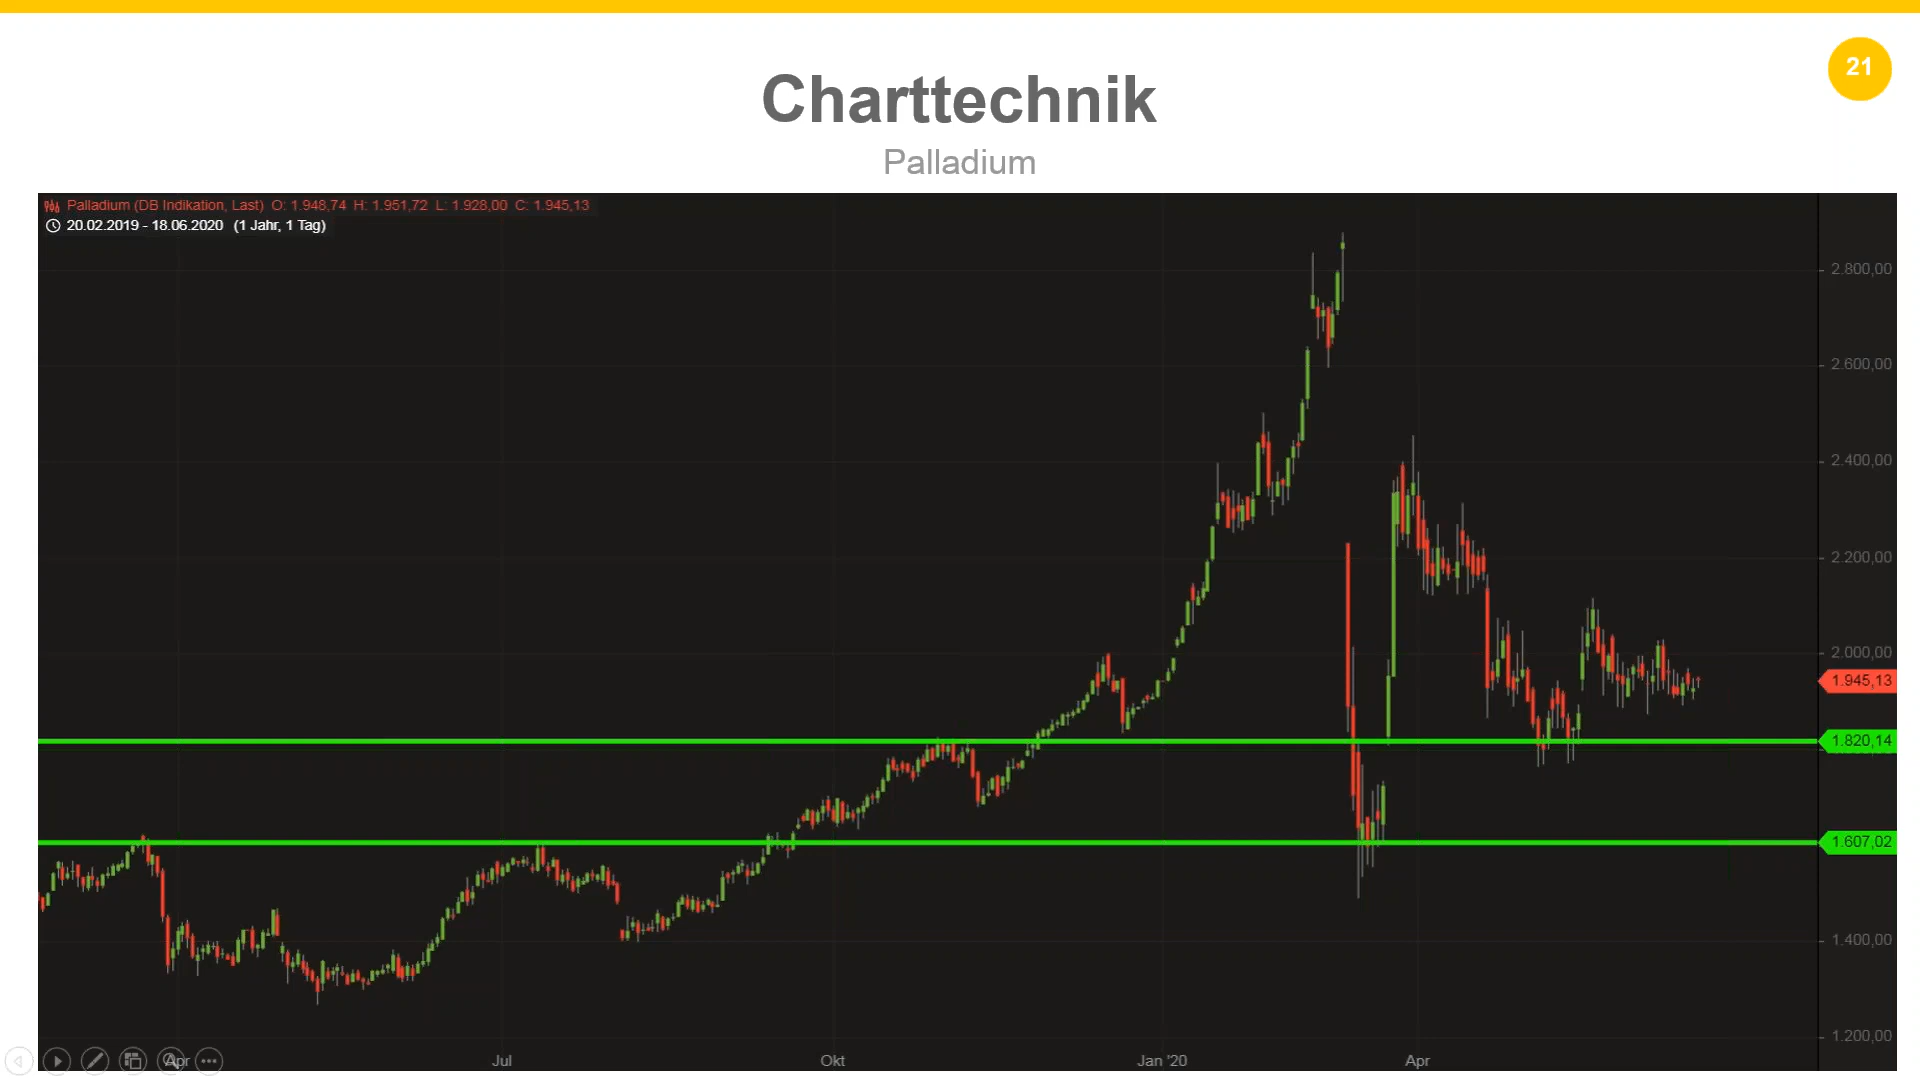 21
Charttechnik
Palladium
Palladium (DB Indikation, Last) O: 1.948,74 H: 1.951,72 L: 1.928,00 C: 1.945,13
20.02.2019 - 18.06.2020 (1 Jahr, 1 Tag)
2.800,00
2.600,00
2.400,00
2.200,00
2.000,00
1.945,13
1.820,14
1.607,02
1.400,00
1.200,00
Apr Jul Okt Jan '20 Apr